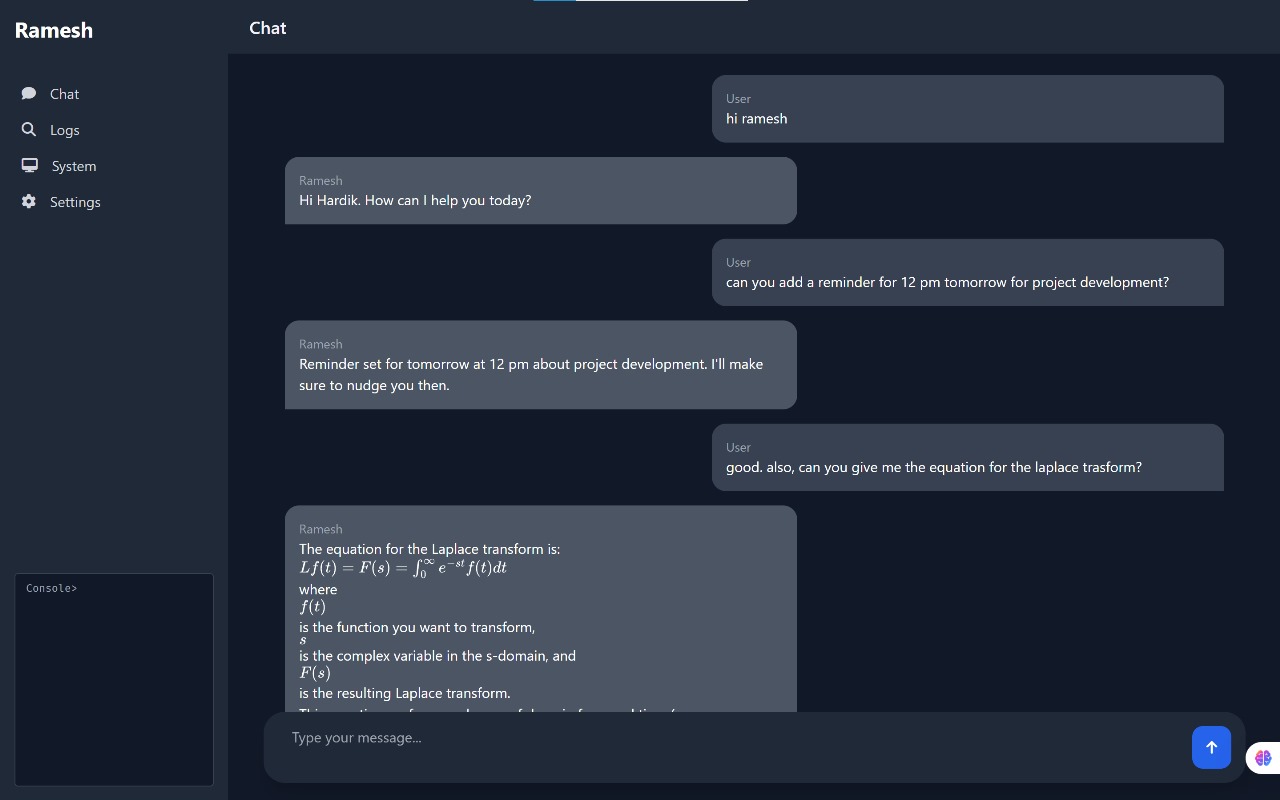 Ramesh
Chat
Logs
System
Settings
Console>
Chat
User
hi ramesh
Ramesh
Hi Hardik. How can I help you today?
User
can you add a reminder for 12 pm tomorrow for project development?
Ramesh
Reminder set for tomorrow at 12 pm about project development. I'll make
sure to nudge you then.
User
good. also, can you give me the equation for the laplace trasform?
Ramesh
The equation for the Laplace transform is:
Lf(t) = F(s) = ∫₀^∞ e^{-st} f(t)dt
where
f(t)
is the function you want to transform,
s
is the complex variable in the s-domain, and
F(s)
is the resulting Laplace transform.
Type your message...